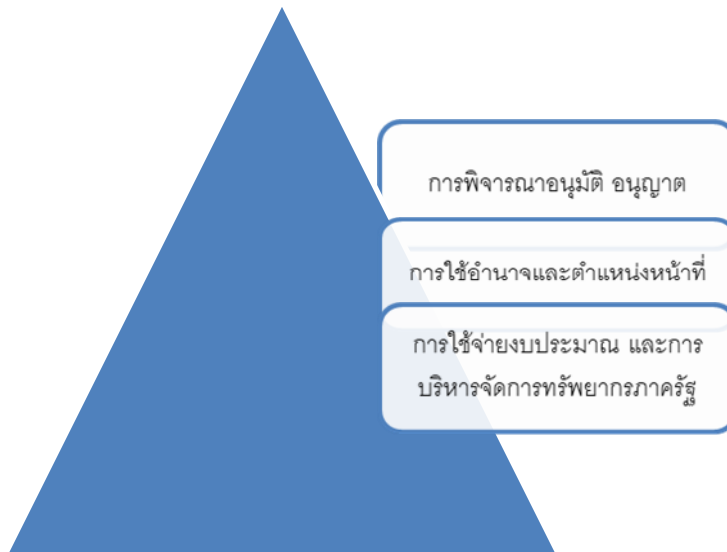 การพิจารณาอนุมัติ อนุญาต
การใช้อำนาจและตำแหน่งหน้าที่
การใช้จ่ายงบประมาณ และการ
บริหารจัดการทรัพยากรภาครัฐ